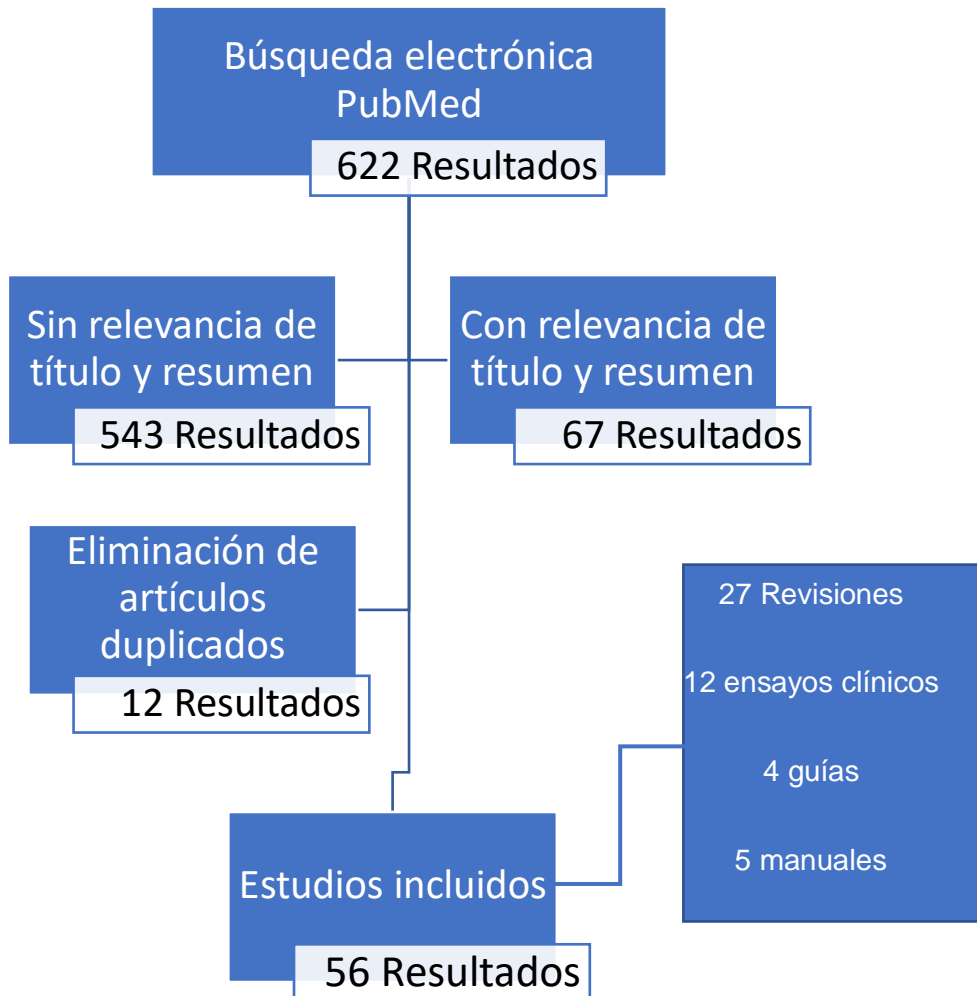 Búsqueda electrónica
PubMed
622 Resultados
Sin relevancia de
título y resumen
543 Resultados
Con relevancia de
título y resumen
67 Resultados
Eliminación de
artículos
duplicados
12 Resultados
27 Revisiones
12 ensayos clínicos
4 guías
5 manuales
Estudios incluidos
56 Resultados